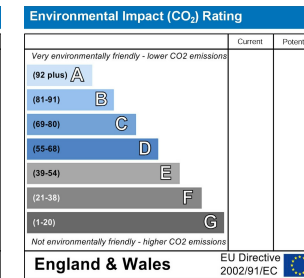 Environmental Impact (CO₂) Rating
Current Potent
Very environmentally friendly - lower CO2 emissions
(92 plus) A
(81-91) B
(69-80) C
(55-68) D
(39-54) E
(21-38) F
(1-20) G
Not environmentally friendly - higher CO2 emissions
England & Wales
EU Directive
2002/91/EC